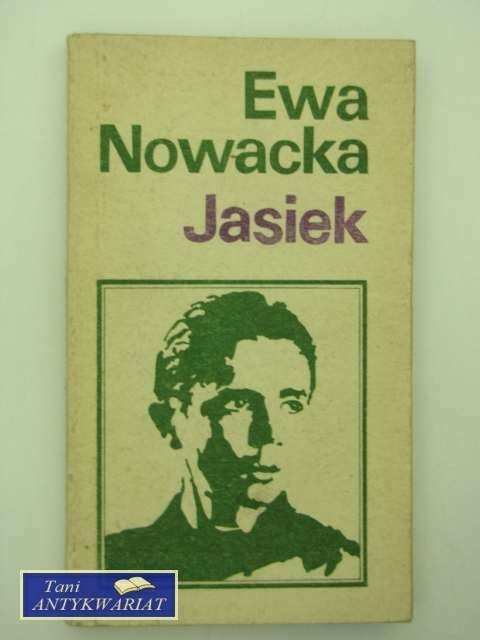 Ewa
Nowacka
Jasiek
Tani
ANTYKWARIAT